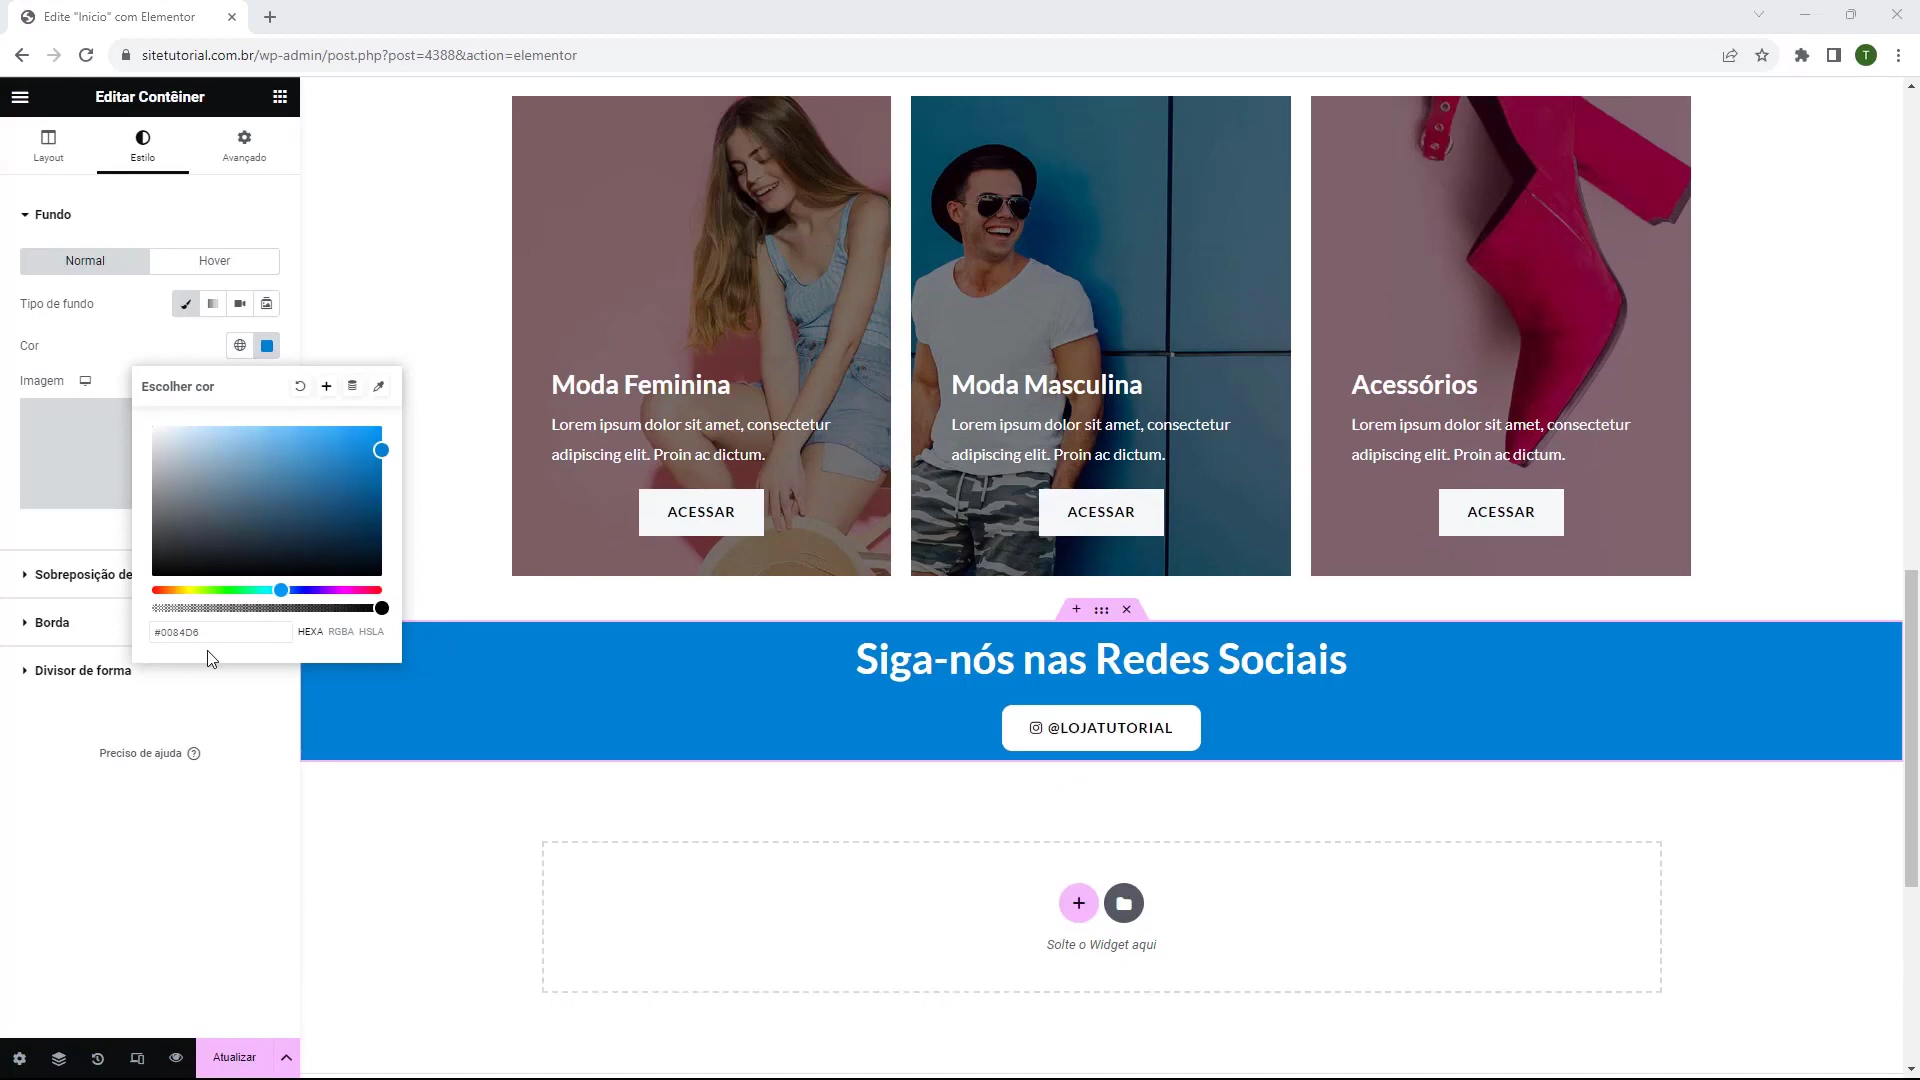 Edite "Inicio" com Elementor
sitetutorial.com.br/wp-admin/post.php?post=4388&action=elementor
T
Editar Contêiner
Layout
Estilo
Avançado
Fundo
Normal
Hover
Tipo de fundo
Cor
Imagem
Escolher cor
Sobreposição de
Borda
#0084D6
HEXA RGBA HSLA
Divisor de forma
Preciso de ajuda
Atualizar
Moda Feminina
Lorem ipsum dolor sit amet, consectetur
adipiscing elit. Proin ac dictum.
ACESSAR
Moda Masculina
Lorem ipsum dolor sit amet, consectetur
adipiscing elit. Proin ac dictum.
ACESSAR
Acessórios
Lorem ipsum dolor sit amet, consectetur
adipiscing elit. Proin ac dictum.
ACESSAR
Siga-nós nas Redes Sociais
@LOJATUTORIAL
Solte o Widget aqui